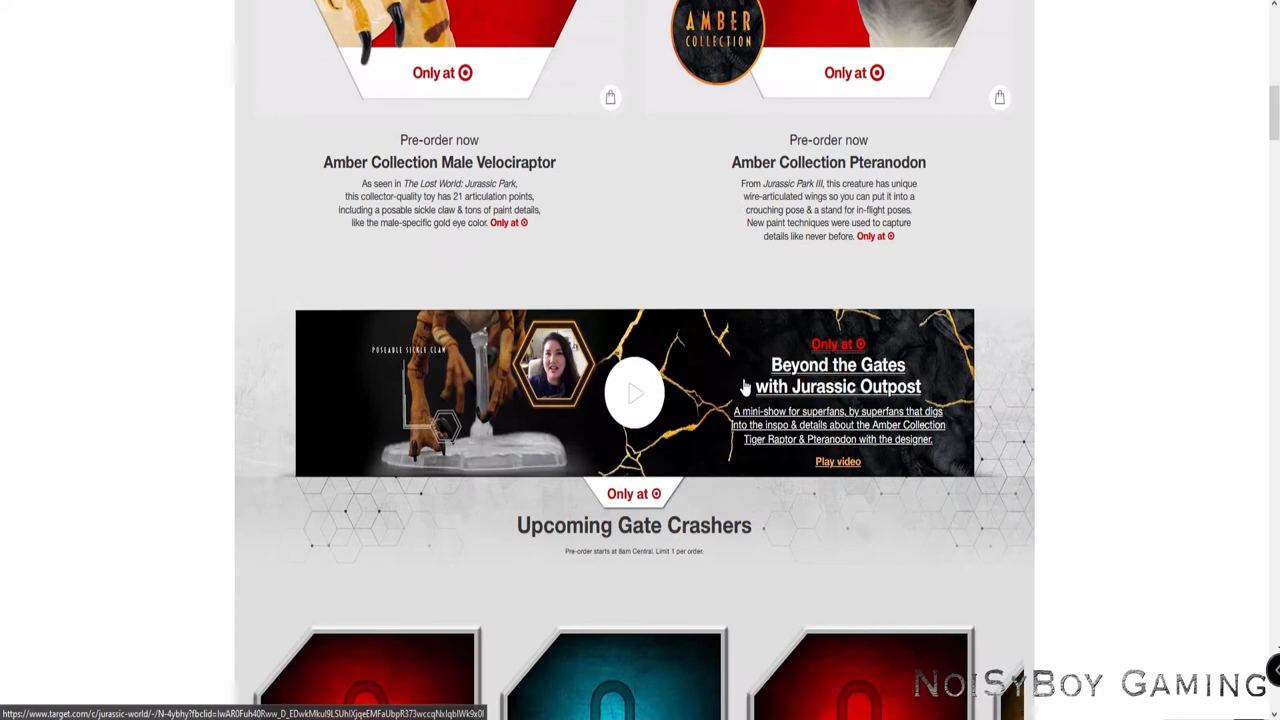 AMBER
COLLECTION
Only at
Only at
Pre-order now
Amber Collection Male Velociraptor
As seen in The Lost World: Jurassic Park,
this collector-quality toy has 21 articulation points,
including a posable sickle claw & tons of paint details,
like the male-specific gold eye color. Only at
Pre-order now
Amber Collection Pteranodon
From Jurassic Park III, this creature has unique
wire-articulated wings so you can put it into a
crouching pose & a stand for in-flight poses.
New paint techniques were used to capture
details like never before. Only at
POSEABLE SICKLE CLAW
Only at
Beyond the Gates
with Jurassic Outpost
A mini-show for superfans, by superfans that digs
into the inspo & details about the Amber Collection
Tiger Raptor & Pteranodon with the designer.
Play video
Only at
Upcoming Gate Crashers
Pre-order starts at 8am Central. Limit 1 per order.
NoiSyBoy Gaming